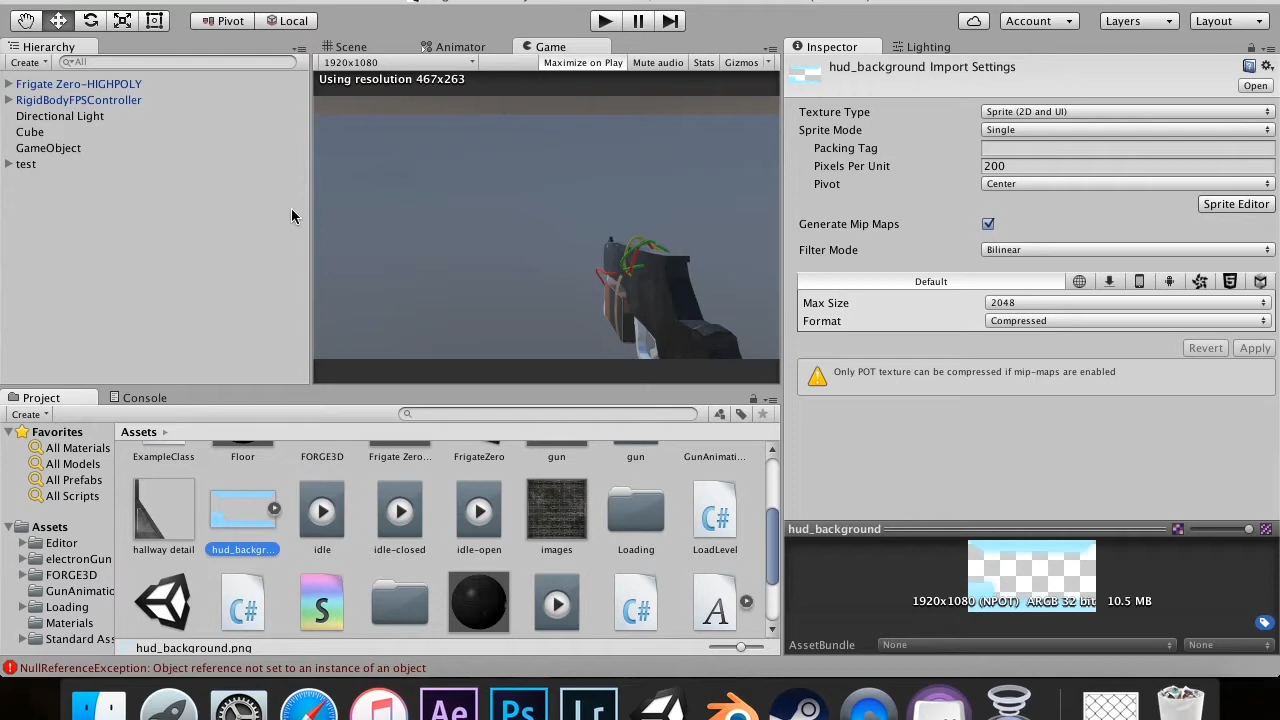 Pivot Local Account Layers Layout
Hierarchy Scene Animator Game Inspector Lighting
Create All 1920x1080 Maximize on Play Mute audio Stats Gizmos
Using resolution 467x263
Frigate Zero-HIGHPOLY
RigidBodyFPSController
Directional Light
Cube
GameObject
test
hud_background Import Settings
Open
Texture Type Sprite (2D and UI)
Sprite Mode Single
Packing Tag
Pixels Per Unit 200
Pivot Center
Sprite Editor
Generate Mip Maps
Filter Mode Bilinear
Default
Max Size 2048
Format Compressed
Revert Apply
Only POT texture can be compressed if mip-maps are enabled
Project Console
Create
Favorites
All Materials
All Models
All Prefabs
All Scripts
Assets
Editor
electronGun
FORGE3D
GunAnimatic
Loading
Materials
Standard Ass
Assets
ExampleClass Floor FORGE3D Frigate Zero... FrigateZero gun gun GunAnimati...
hallway detail hud_backgr... idle idle-closed idle-open images Loading LoadLevel
hud_background.png
hud_background
1920x1080 (NPOT) ARGB 32 bit 10.5 MB
AssetBundle None None
NullReferenceException: Object reference not set to an instance of an object
Ae Ps Lr